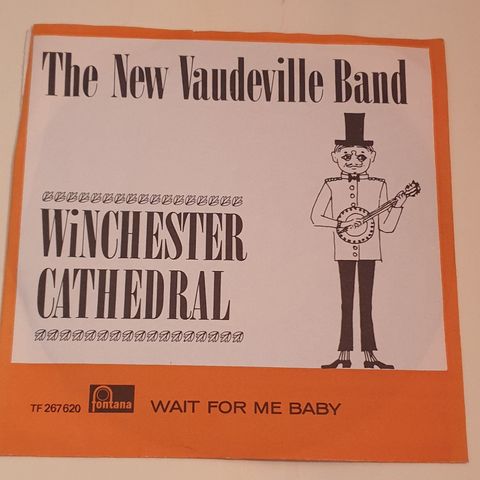 The New Vaudeville Band
WiNCHESTER
CATHEDRAL
TF 267 620 fontana WAIT FOR ME BABY